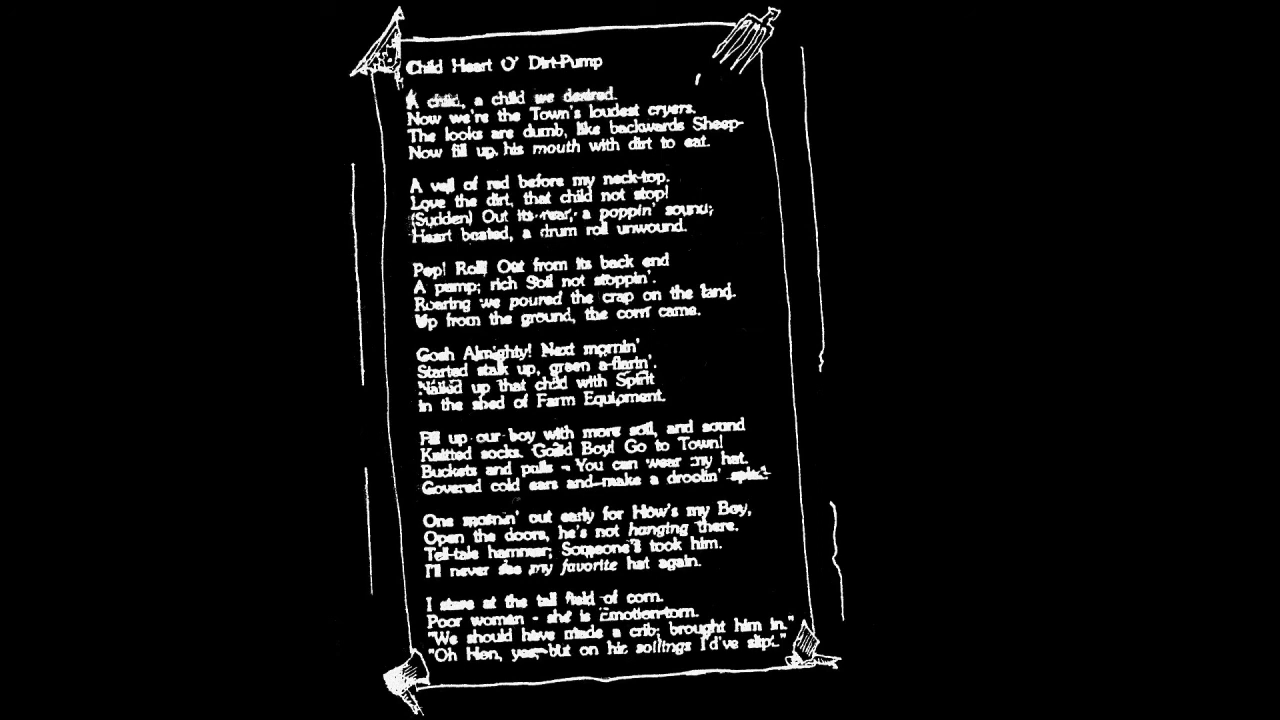 Child Heart O' Dirt-Pump
A child, a child we desired.
Now we're the Town's loudest cryers.
The looks are dumb, like backwards Sheep-
Now fill up his mouth with dirt to eat.
A veil of red before my neck-top.
Love the dirt, that child not stop!
(Sudden) Out its rear, a poppin' sound;
Heart beated, a drum roll unwound.
Pop! Roll! Out from its back end
A pump; rich Soil not stoppin'.
Roaring we poured the crap on the land.
Up from the ground, the corn came.
Gosh Almighty! Next mornin'
Started stalk up, green a-flarin'.
Nailed up that child with Spirit
in the shed of Farm Equipment.
Fill up our boy with more soil, and sound
Knitted socks. Goild Boy! Go to Town!
Buckets and pulls - You can wear my hat.
Covered cold ears and make a droolin' splat
One mornin' out early for How's my Boy,
Open the doors, he's not hanging there.
Tell-tale hammer; Someone'll took him.
I'll never see my favorite hat again.
I stare at the tall field of corn.
Poor woman - she is Emotion-torn.
"We should have made a crib; brought him in."
"Oh Hen, yes, but on his soilings I'd've slip."